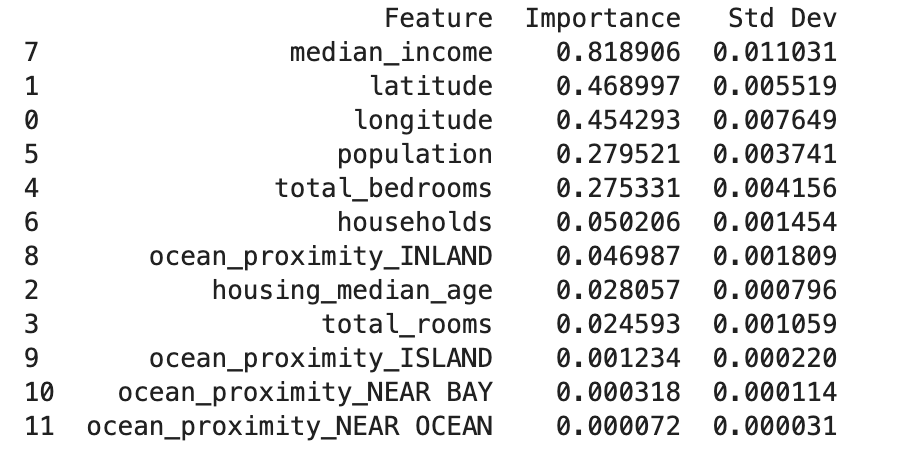 Feature Importance Std Dev
7 median_income 0.818906 0.011031
1 latitude 0.468997 0.005519
0 longitude 0.454293 0.007649
5 population 0.279521 0.003741
4 total_bedrooms 0.275331 0.004156
6 households 0.050206 0.001454
8 ocean_proximity_INLAND 0.046987 0.001809
2 housing_median_age 0.028057 0.000796
3 total_rooms 0.024593 0.001059
9 ocean_proximity_ISLAND 0.001234 0.000220
10 ocean_proximity_NEAR BAY 0.000318 0.000114
11 ocean_proximity_NEAR OCEAN 0.000072 0.000031